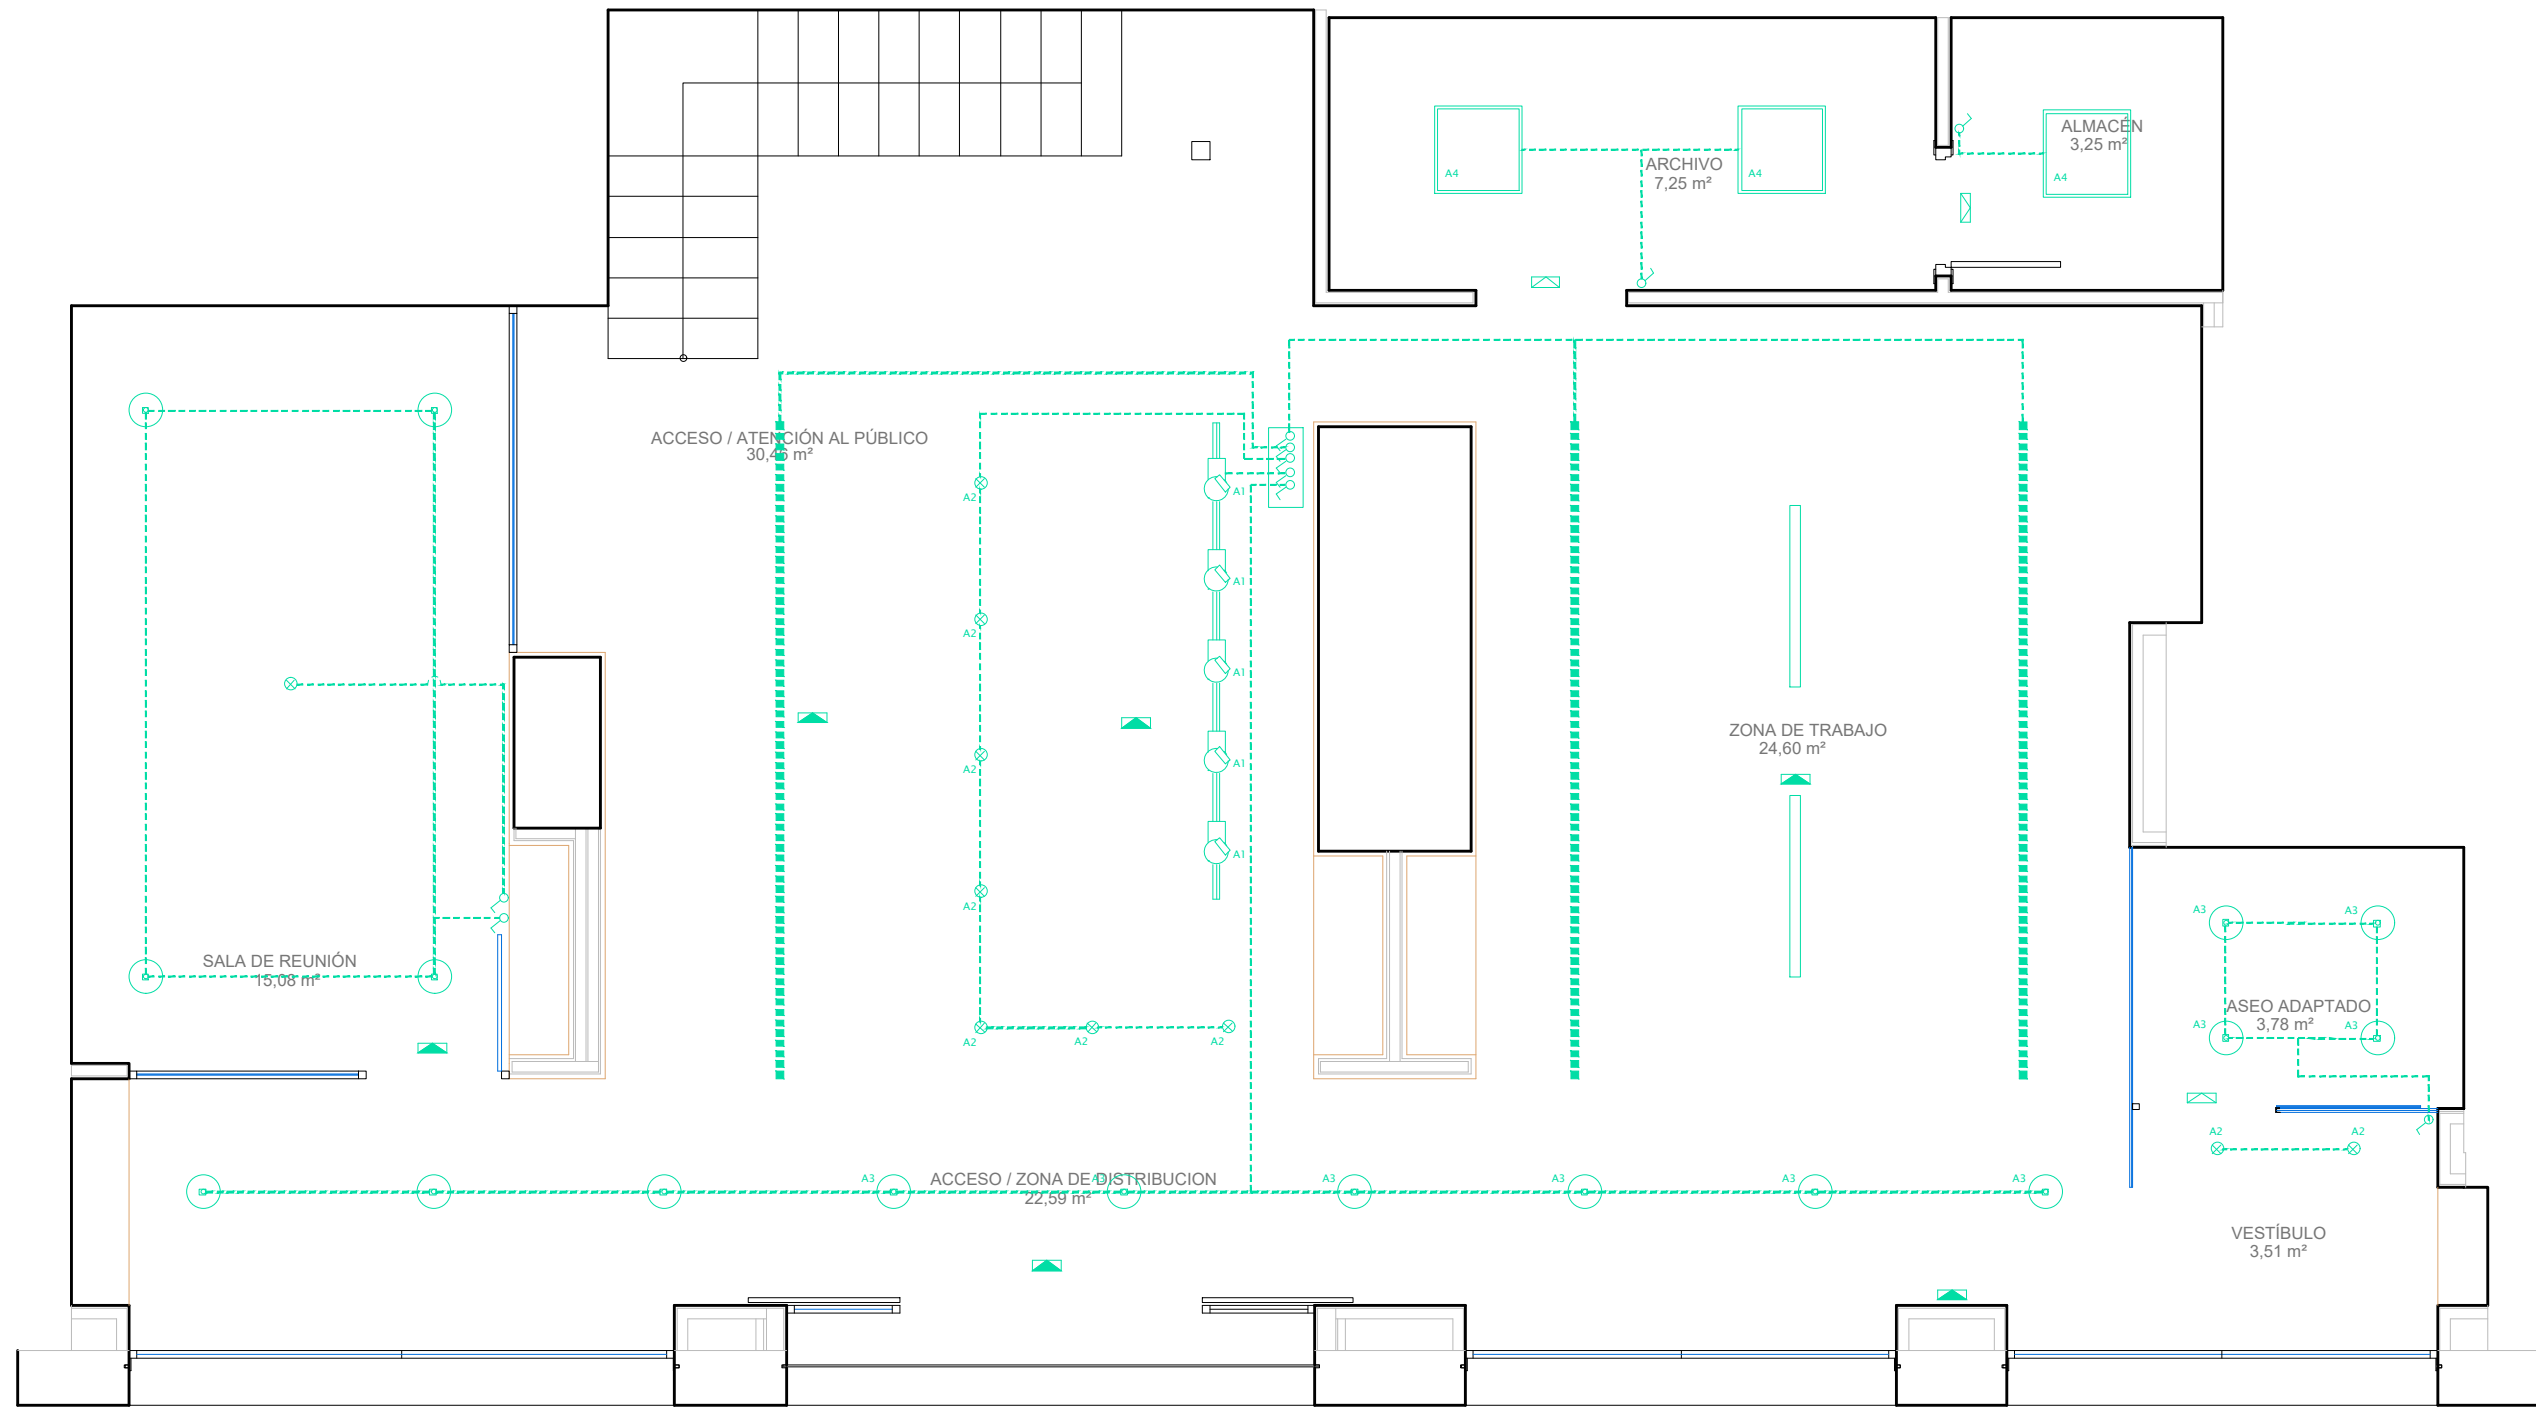 ALMACÉN
3,25 m²
ARCHIVO
7,25 m²
A4
A4
A4
ACCESO / ATENCIÓN AL PÚBLICO
30,46 m²
A2
A1
A1
A2
A1
ZONA DE TRABAJO
24,60 m²
A2
A1
A1
A2
A3
A3
SALA DE REUNIÓN
15,08 m²
ASEO ADAPTADO
3,78 m²
A3
A3
A2
A2
A2
A2
A2
ACCESO / ZONA DE DISTRIBUCION
22,59 m²
A3
A3
A3
A3
A3
A3
VESTÍBULO
3,51 m²